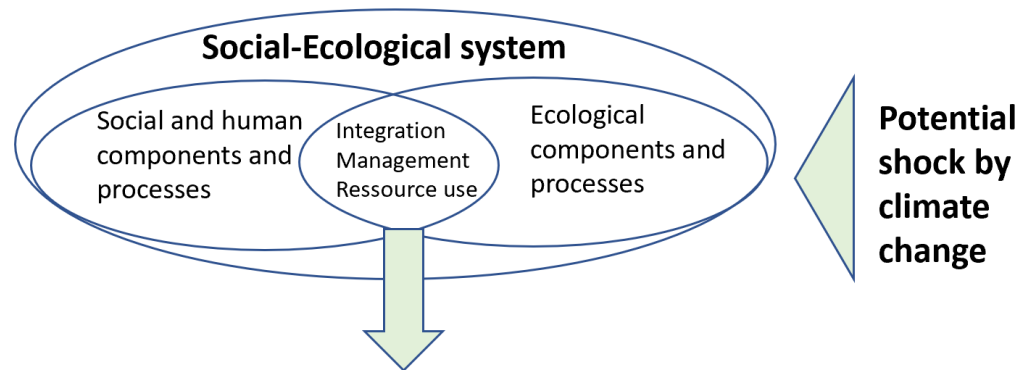 Social-Ecological system
Social and human
components and
processes
Integration
Management
Ressource use
Ecological
components and
processes
Potential
shock by
climate
change